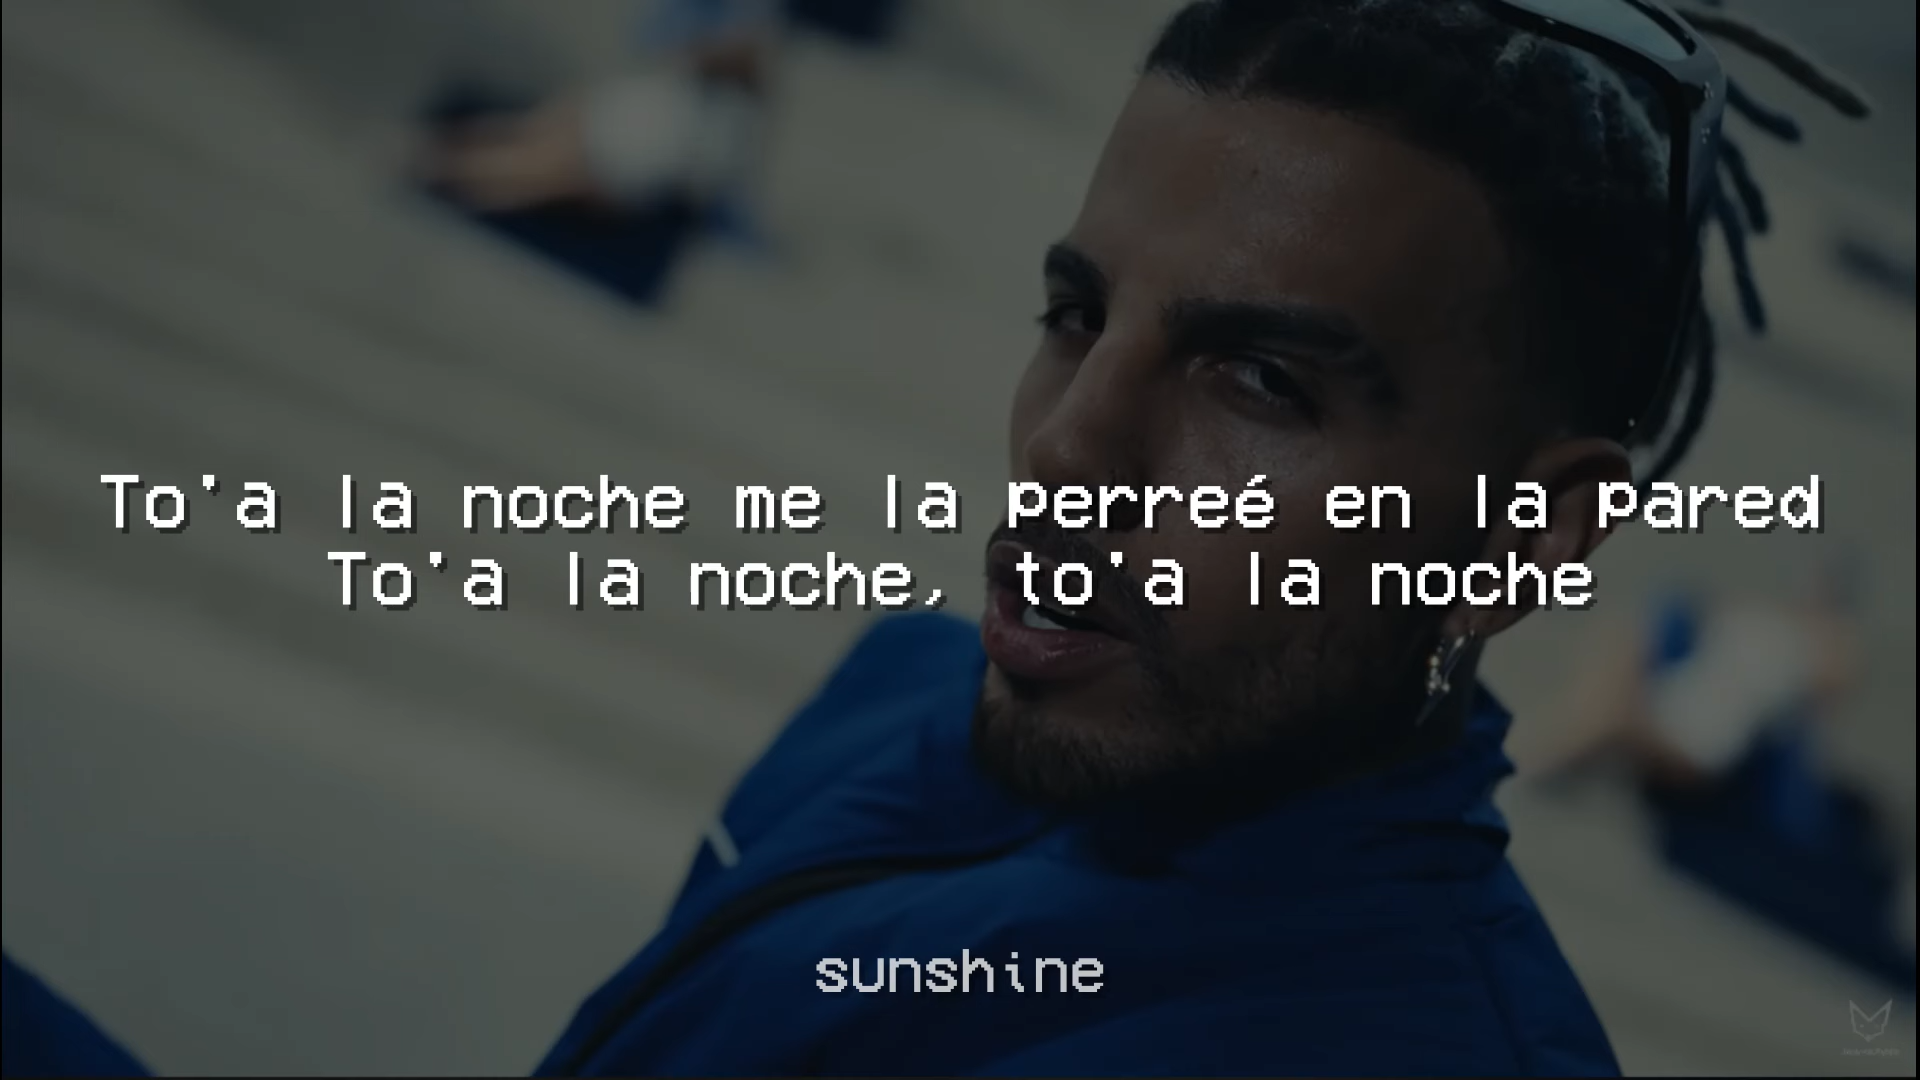 To'a la noche me la perreé en la pared
To'a la noche, to'a la noche
sunshine